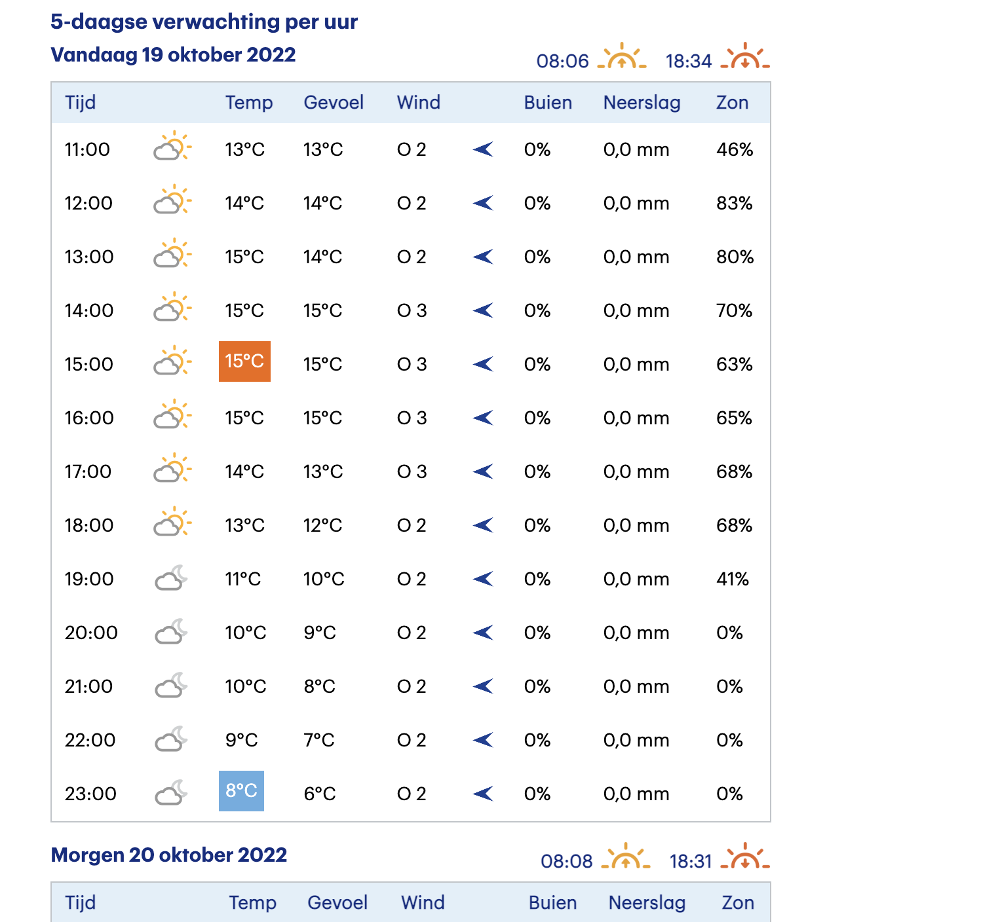 5-daagse verwachting per uur
Vandaag 19 oktober 2022 08:06 18:34
Tijd Temp Gevoel Wind Buien Neerslag Zon
11:00 13°C 13°C O 2 0% 0,0 mm 46%
12:00 14°C 14°C O 2 0% 0,0 mm 83%
13:00 15°C 14°C O 2 0% 0,0 mm 80%
14:00 15°C 15°C O 3 0% 0,0 mm 70%
15:00 15°C 15°C O 3 0% 0,0 mm 63%
16:00 15°C 15°C O 3 0% 0,0 mm 65%
17:00 14°C 13°C O 3 0% 0,0 mm 68%
18:00 13°C 12°C O 2 0% 0,0 mm 68%
19:00 11°C 10°C O 2 0% 0,0 mm 41%
20:00 10°C 9°C O 2 0% 0,0 mm 0%
21:00 10°C 8°C O 2 0% 0,0 mm 0%
22:00 9°C 7°C O 2 0% 0,0 mm 0%
23:00 8°C 6°C O 2 0% 0,0 mm 0%
Morgen 20 oktober 2022 08:08 18:31
Tijd Temp Gevoel Wind Buien Neerslag Zon